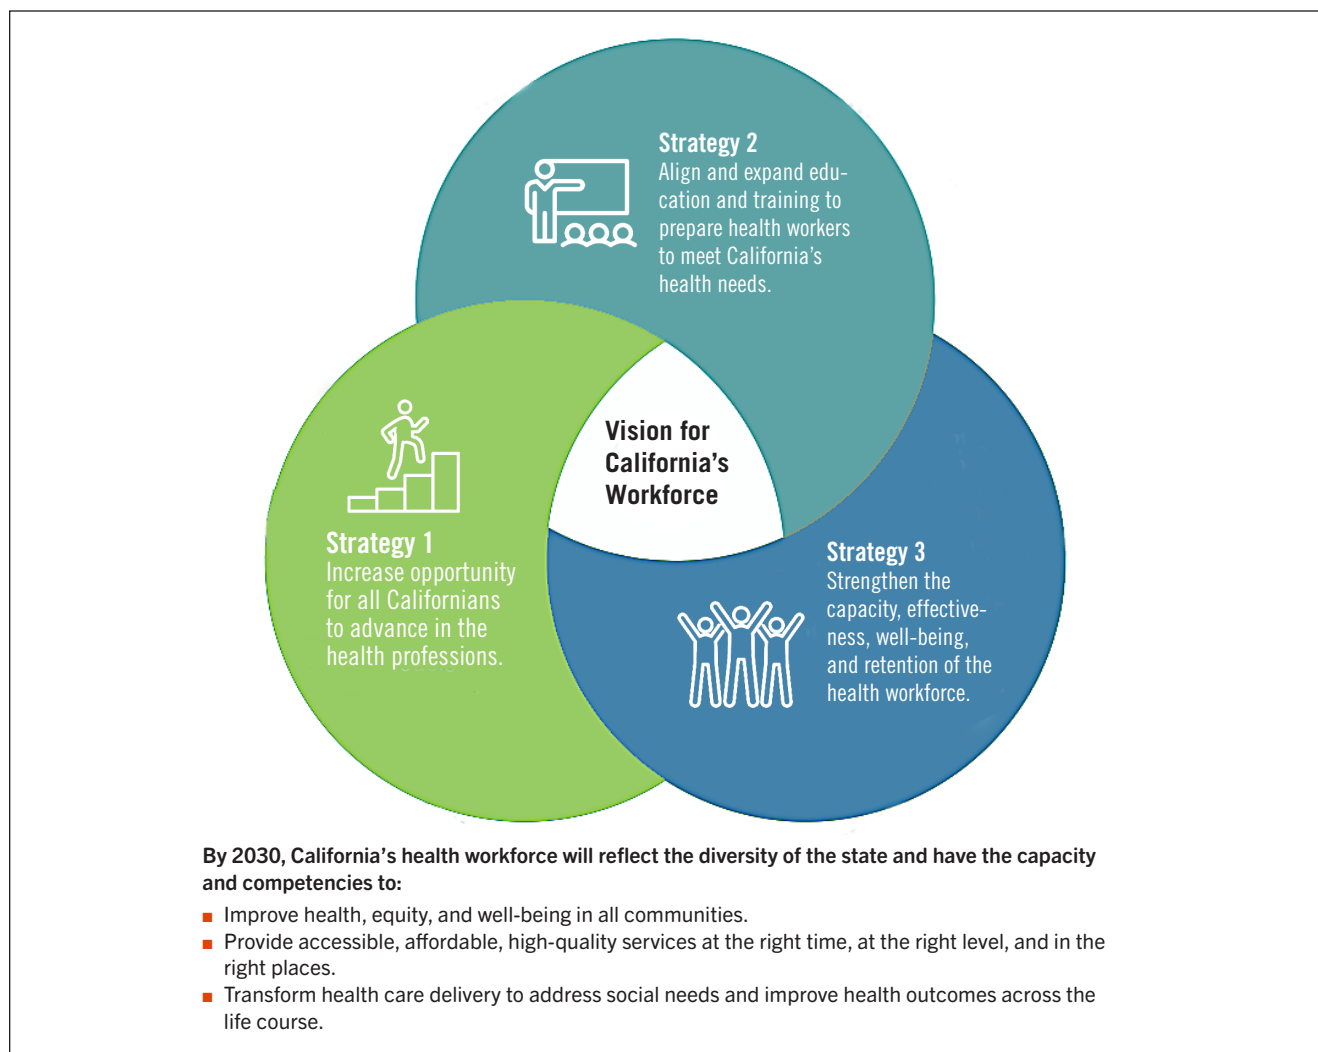 Strategy 2
Align and expand edu-
cation and training to
prepare health workers
to meet California's
health needs.
Vision for
California's
Workforce
Strategy 1
Increase opportunity
for all Californians
to advance in the
health professions.
Strategy 3
Strengthen the
capacity, effective-
ness, well-being,
and retention of the
health workforce.
By 2030, California's health workforce will reflect the diversity of the state and have the capacity
and competencies to:
■ Improve health, equity, and well-being in all communities.
■ Provide accessible, affordable, high-quality services at the right time, at the right level, and in the
right places.
■ Transform health care delivery to address social needs and improve health outcomes across the
life course.